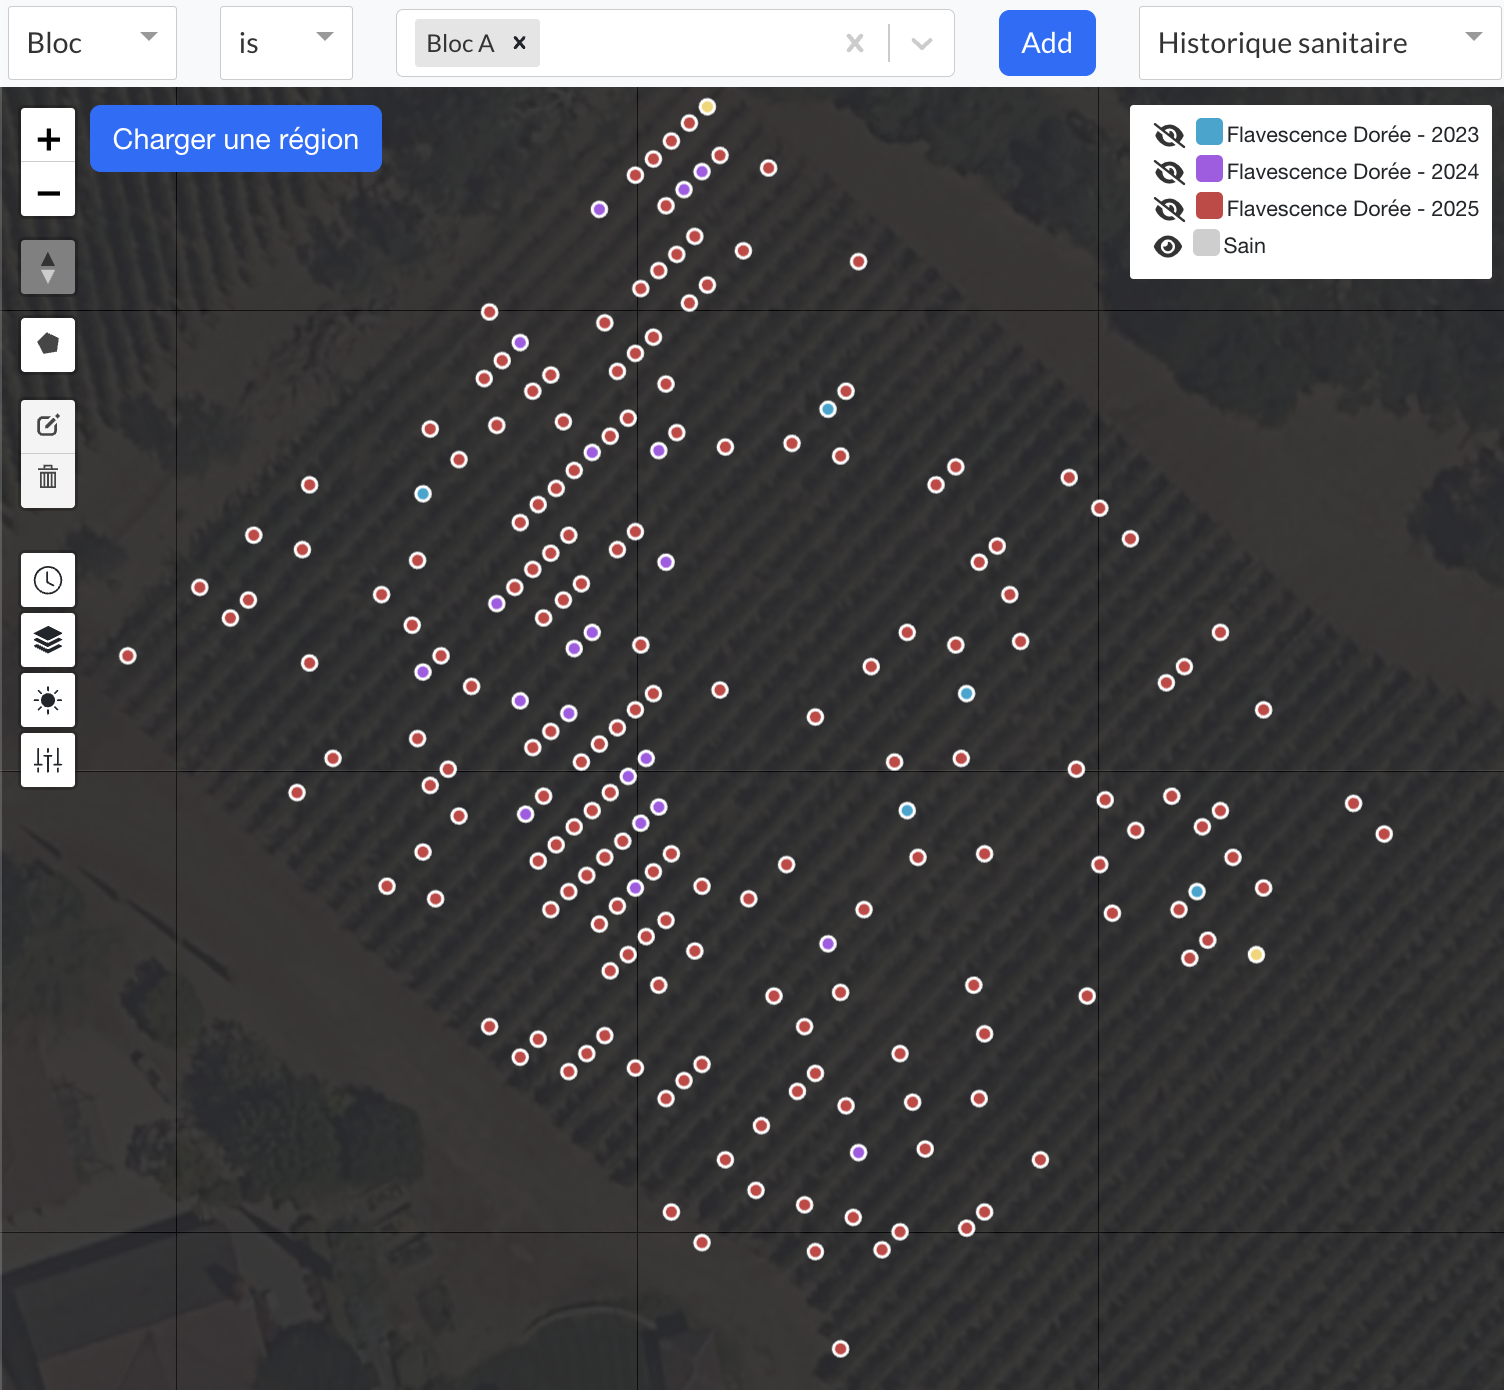 Bloc
is
Bloc A ×
Add
Historique sanitaire
+
Charger une région
−
Flavescence Dorée - 2023
Flavescence Dorée - 2024
Flavescence Dorée - 2025
Sain